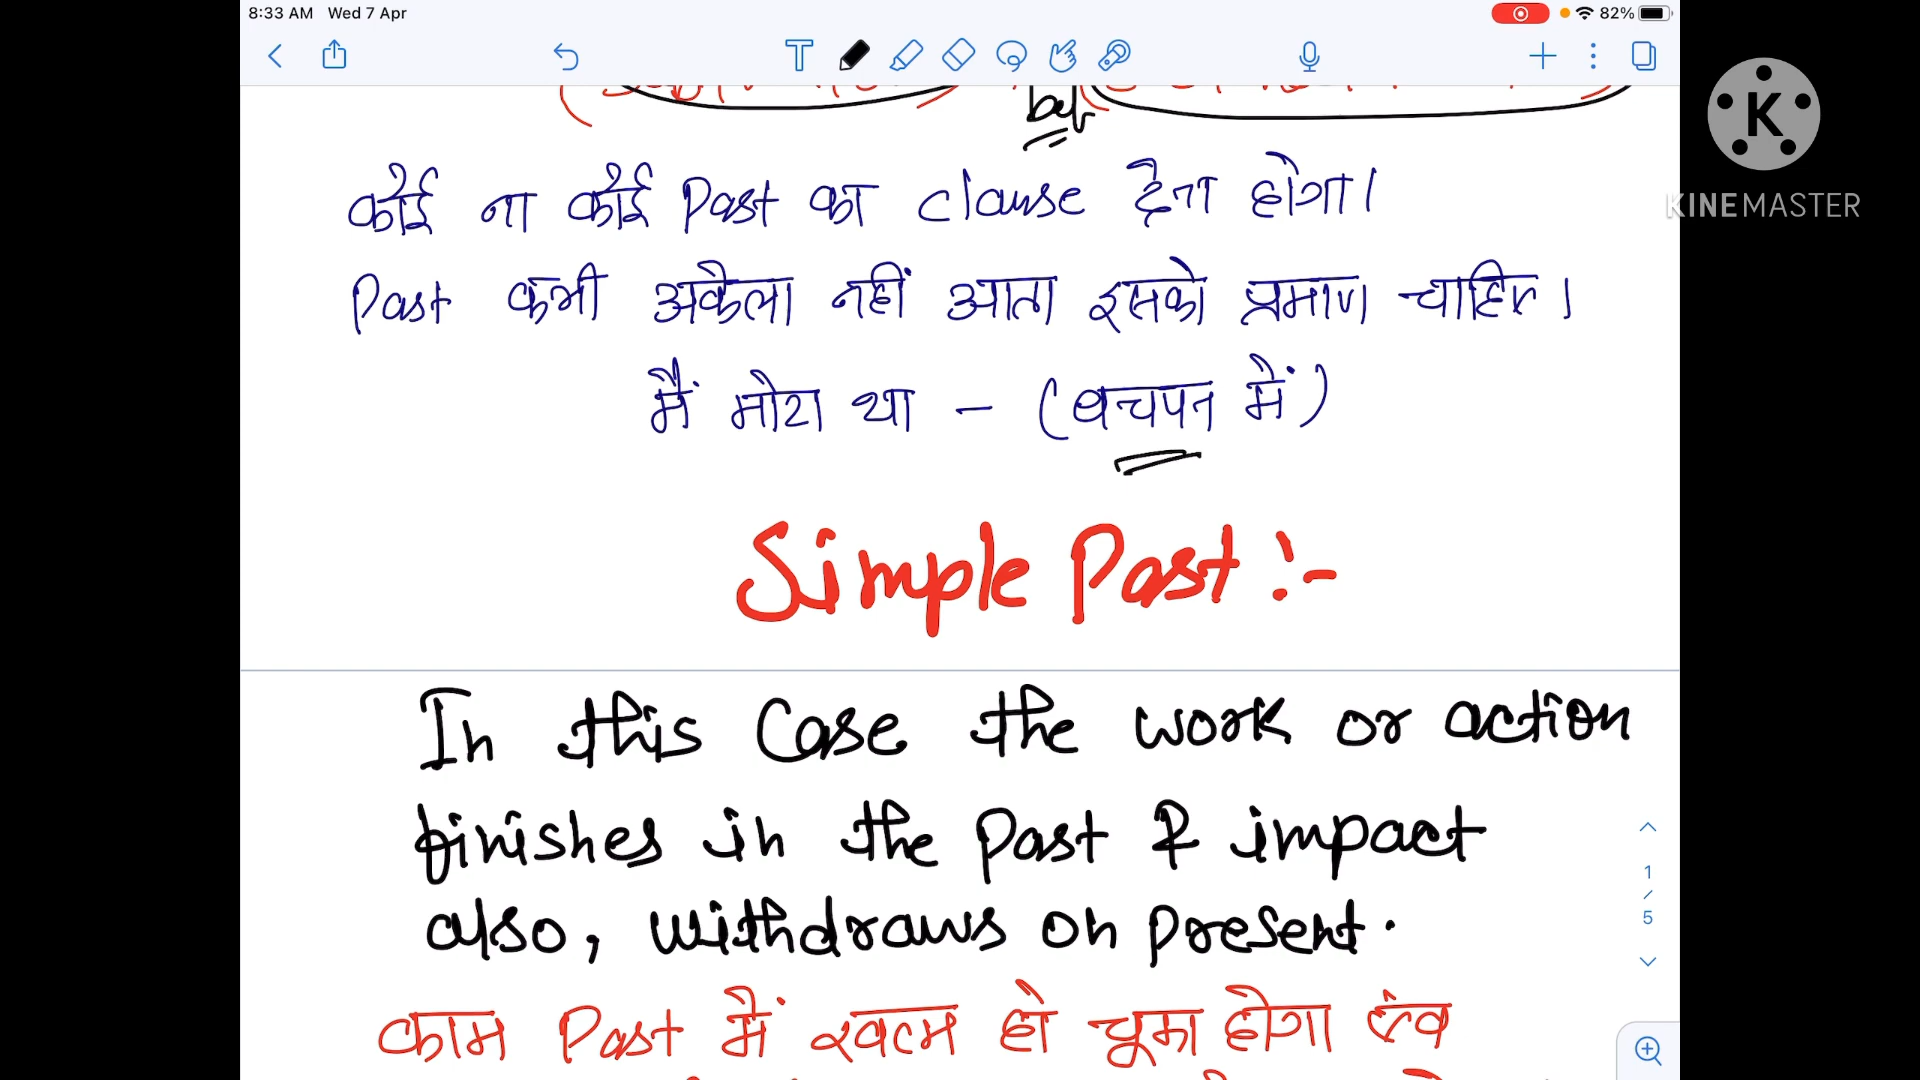 8:33 AM Wed 7 Apr 82%
K
KINEMASTER
bef
कोई ना कोई Past का clause देना होगा।
Past कभी अकेला नहीं आता इसको प्रमाण चाहिए।
मैं मोटा था – (बचपन में)
Simple Past :-
In this Case the work or action
finishes in the Past & impact
also, withdraws on present.
1
/
5
काम Past में खत्म हो चूका होगा एंव